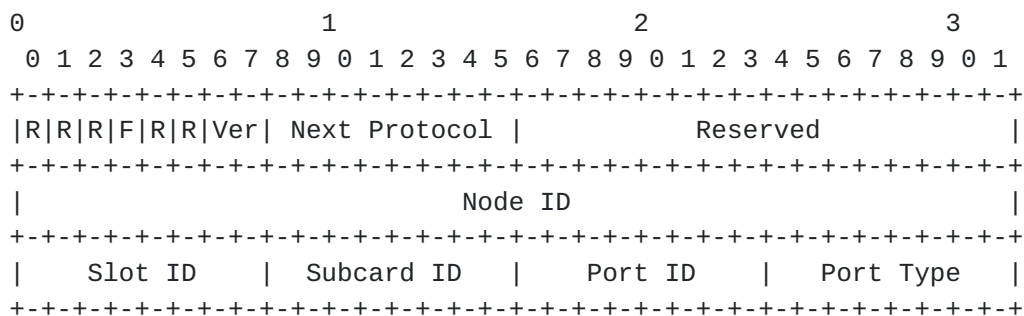 0                   1                   2                   3
 0 1 2 3 4 5 6 7 8 9 0 1 2 3 4 5 6 7 8 9 0 1 2 3 4 5 6 7 8 9 0 1
+-+-+-+-+-+-+-+-+-+-+-+-+-+-+-+-+-+-+-+-+-+-+-+-+-+-+-+-+-+-+-+-+
|R|R|R|F|R|R|Ver| Next Protocol |           Reserved            |
+-+-+-+-+-+-+-+-+-+-+-+-+-+-+-+-+-+-+-+-+-+-+-+-+-+-+-+-+-+-+-+-+
|                            Node ID                            |
+-+-+-+-+-+-+-+-+-+-+-+-+-+-+-+-+-+-+-+-+-+-+-+-+-+-+-+-+-+-+-+-+
|    Slot ID    |  Subcard ID   |    Port ID    |   Port Type   |
+-+-+-+-+-+-+-+-+-+-+-+-+-+-+-+-+-+-+-+-+-+-+-+-+-+-+-+-+-+-+-+-+